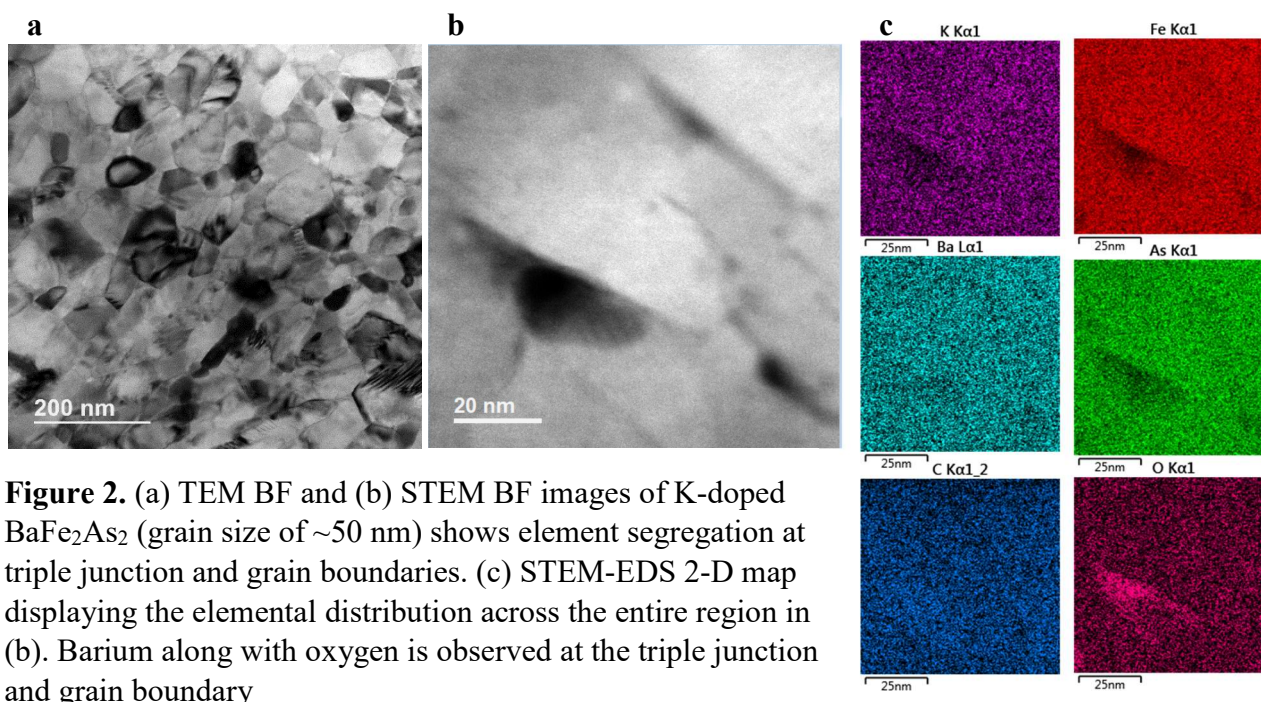 a
b
c
200 nm
20 nm
K Kα1
Fe Kα1
25nm
25nm
Ba Lα1
As Kα1
25nm
25nm
C Kα1_2
O Kα1
25nm
25nm
Figure 2. (a) TEM BF and (b) STEM BF images of K-doped
BaFe₂As₂ (grain size of ~50 nm) shows element segregation at
triple junction and grain boundaries. (c) STEM-EDS 2-D map
displaying the elemental distribution across the entire region in
(b). Barium along with oxygen is observed at the triple junction
and grain boundary